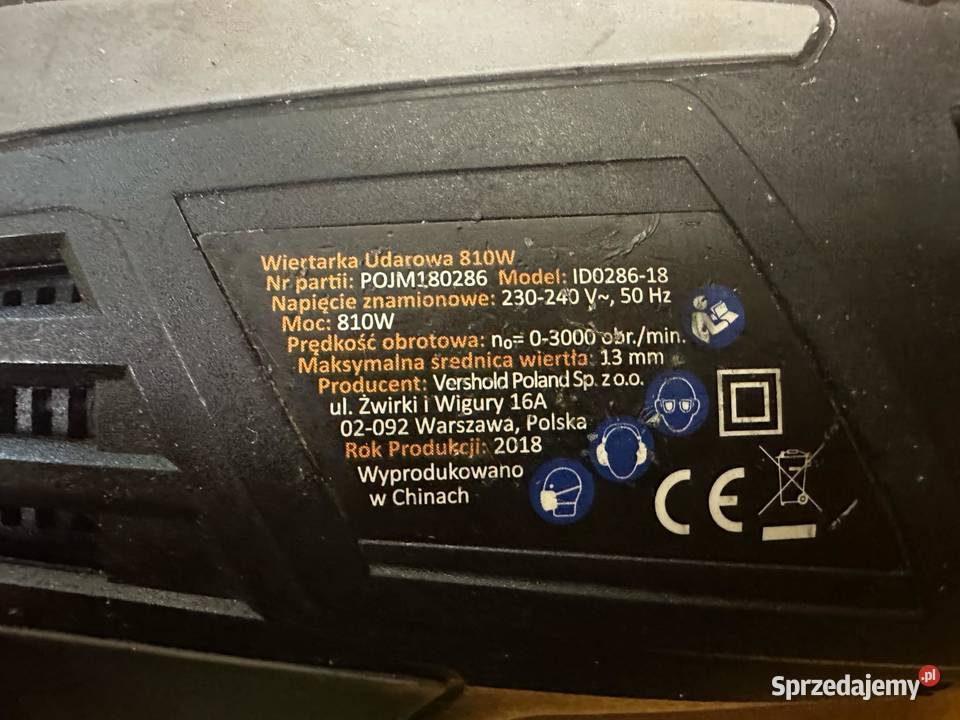 Wiertarka Udarowa 810W
Nr partii: POJM180286 Model: ID0286-18
Napięcie znamionowe: 230-240 V~, 50 Hz
Moc: 810W
Prędkość obrotowa: n₀= 0-3000 obr./min.
Maksymalna średnica wiertła: 13 mm
Producent: Vershold Poland Sp. z o.o.
ul. Żwirki i Wigury 16A
02-092 Warszawa, Polska
Rok Produkcji: 2018
Wyprodukowano
w Chinach
CE
Sprzedajemy.pl